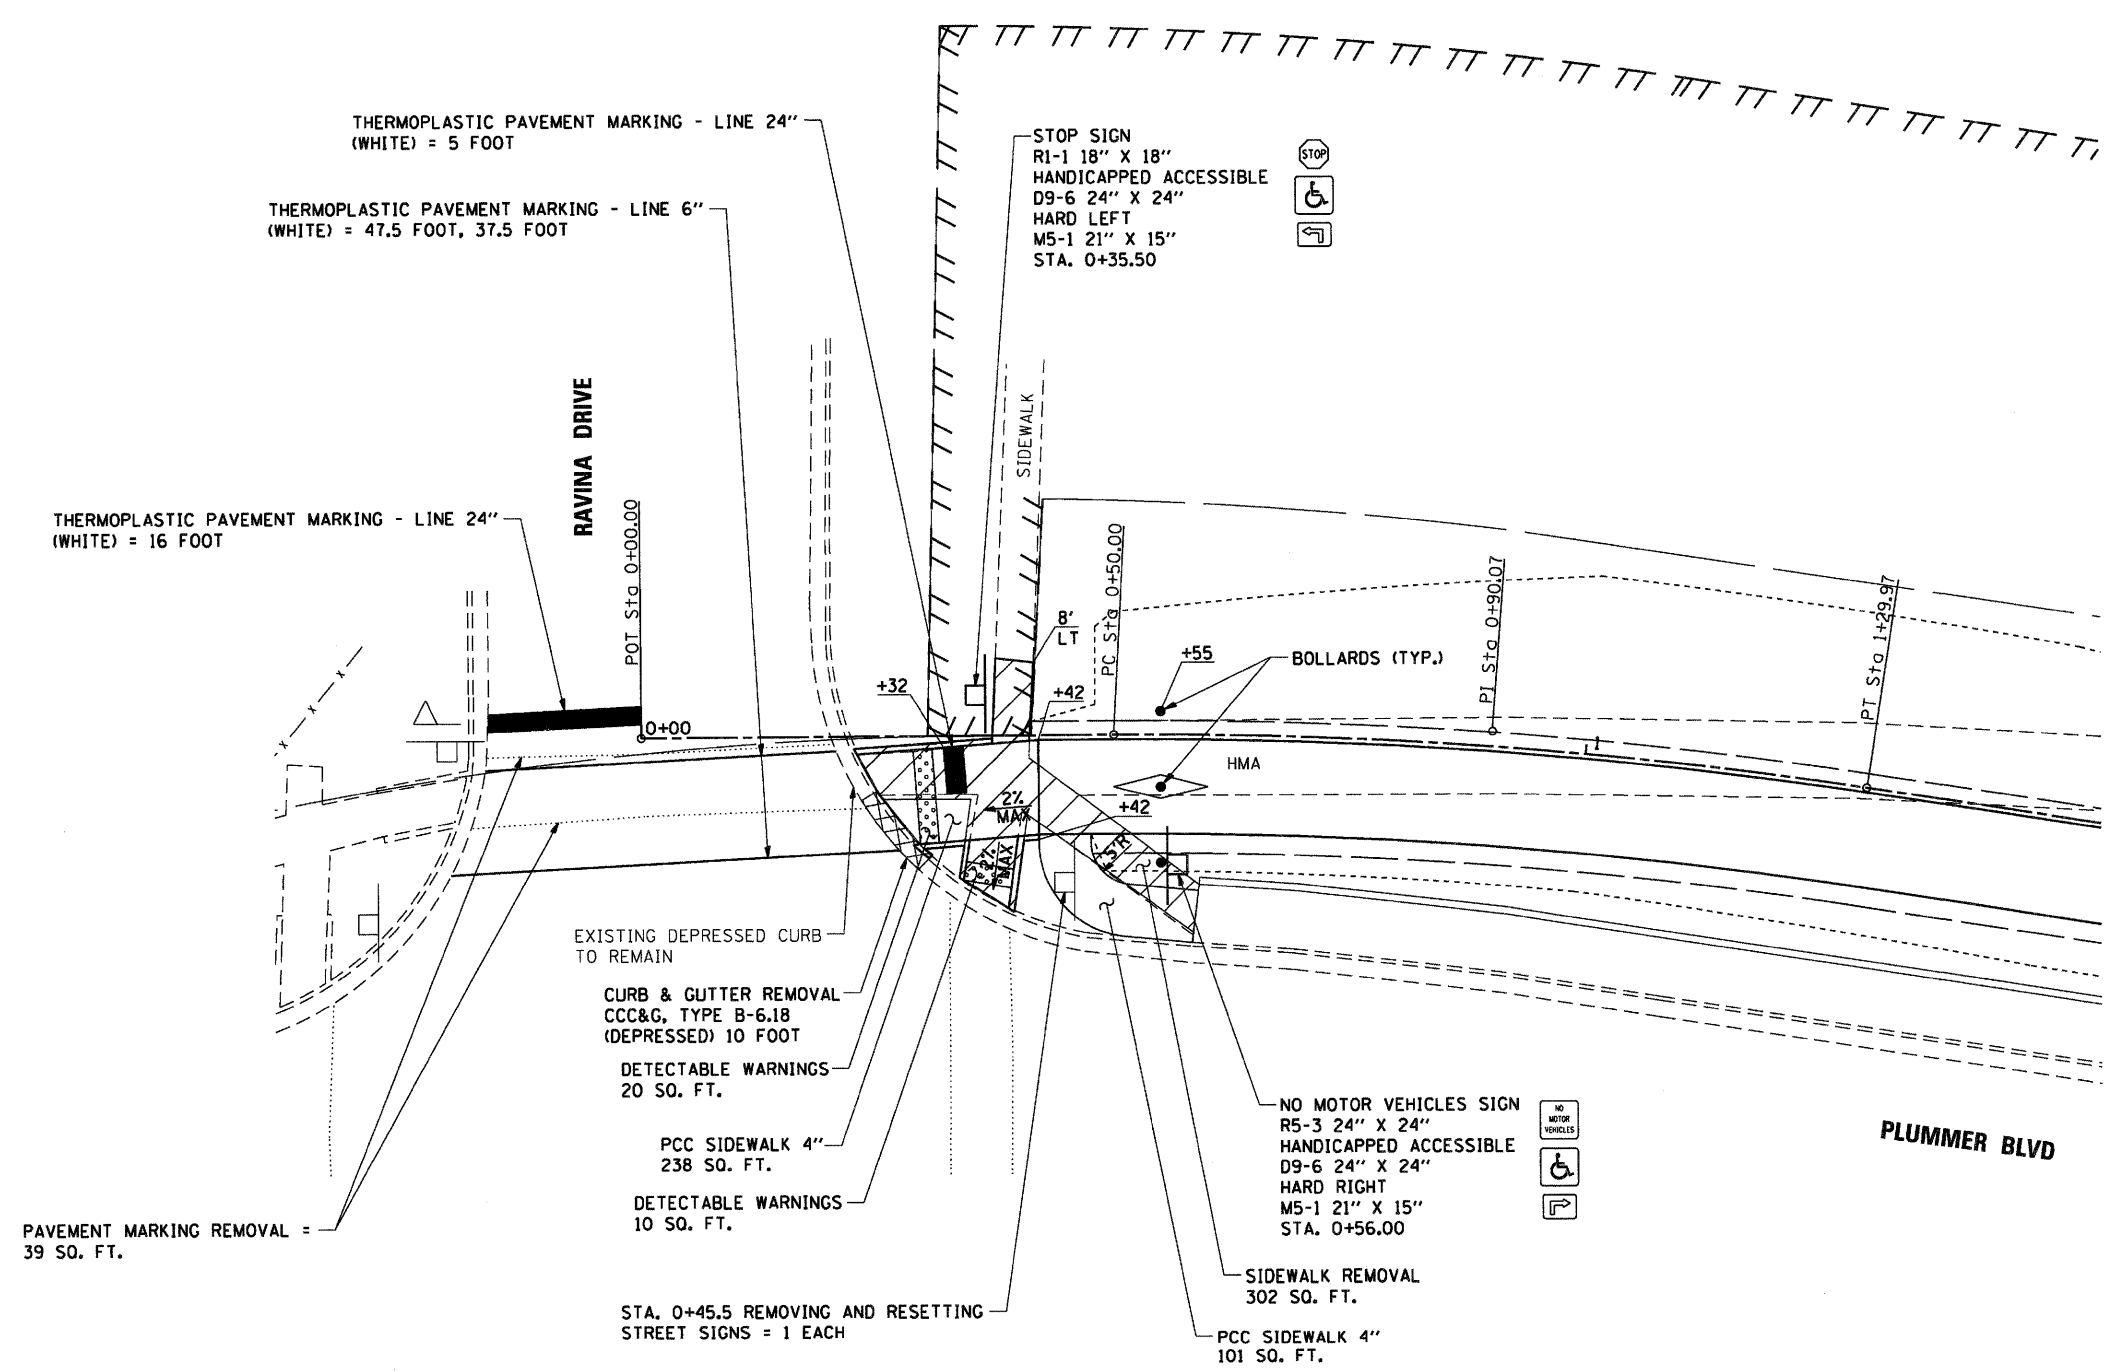 THERMOPLASTIC PAVEMENT MARKING - LINE 24"
(WHITE) = 5 FOOT
THERMOPLASTIC PAVEMENT MARKING - LINE 6"
(WHITE) = 47.5 FOOT, 37.5 FOOT
STOP SIGN
R1-1 18" X 18"
HANDICAPPED ACCESSIBLE
D9-6 24" X 24"
HARD LEFT
M5-1 21" X 15"
STA. 0+35.50
STOP
RAVINA DRIVE
SIDEWALK
THERMOPLASTIC PAVEMENT MARKING - LINE 24"
(WHITE) = 16 FOOT
POT Sta 0+00.00
PC Sta 0+50.00
PI Sta 0+90.07
PT Sta 1+29.97
8'
LT
+55
BOLLARDS (TYP.)
+32
+42
0+00
1
HMA
2%
MAX
+42
2%
MAX
5'R
EXISTING DEPRESSED CURB
TO REMAIN
CURB & GUTTER REMOVAL
CCC&G, TYPE B-6.18
(DEPRESSED) 10 FOOT
DETECTABLE WARNINGS
20 SQ. FT.
PCC SIDEWALK 4"
238 SQ. FT.
DETECTABLE WARNINGS
10 SQ. FT.
PAVEMENT MARKING REMOVAL =
39 SQ. FT.
STA. 0+45.5 REMOVING AND RESETTING
STREET SIGNS = 1 EACH
NO MOTOR VEHICLES SIGN
R5-3 24" X 24"
HANDICAPPED ACCESSIBLE
D9-6 24" X 24"
HARD RIGHT
M5-1 21" X 15"
STA. 0+56.00
NO
MOTOR
VEHICLES
PLUMMER BLVD
SIDEWALK REMOVAL
302 SQ. FT.
PCC SIDEWALK 4"
101 SQ. FT.